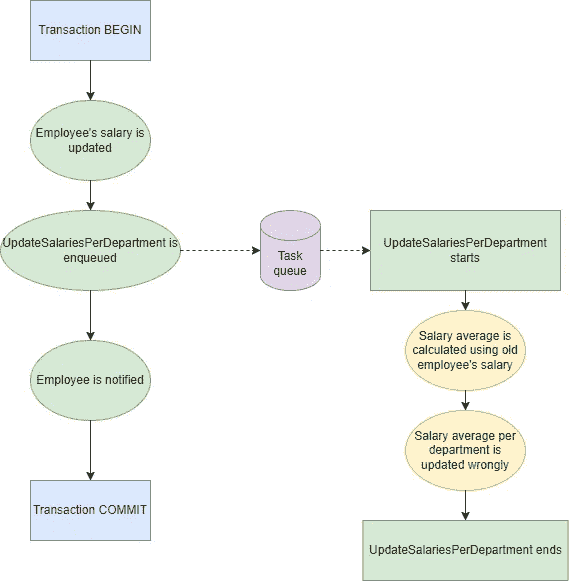 Transaction BEGIN
Employee's salary is
updated
UpdateSalariesPerDepartment is
enqueued
Task
queue
UpdateSalariesPerDepartment
starts
Employee is notified
Salary average is
calculated using old
employee's salary
Salary average per
department is
updated wrongly
Transaction COMMIT
UpdateSalariesPerDepartment ends